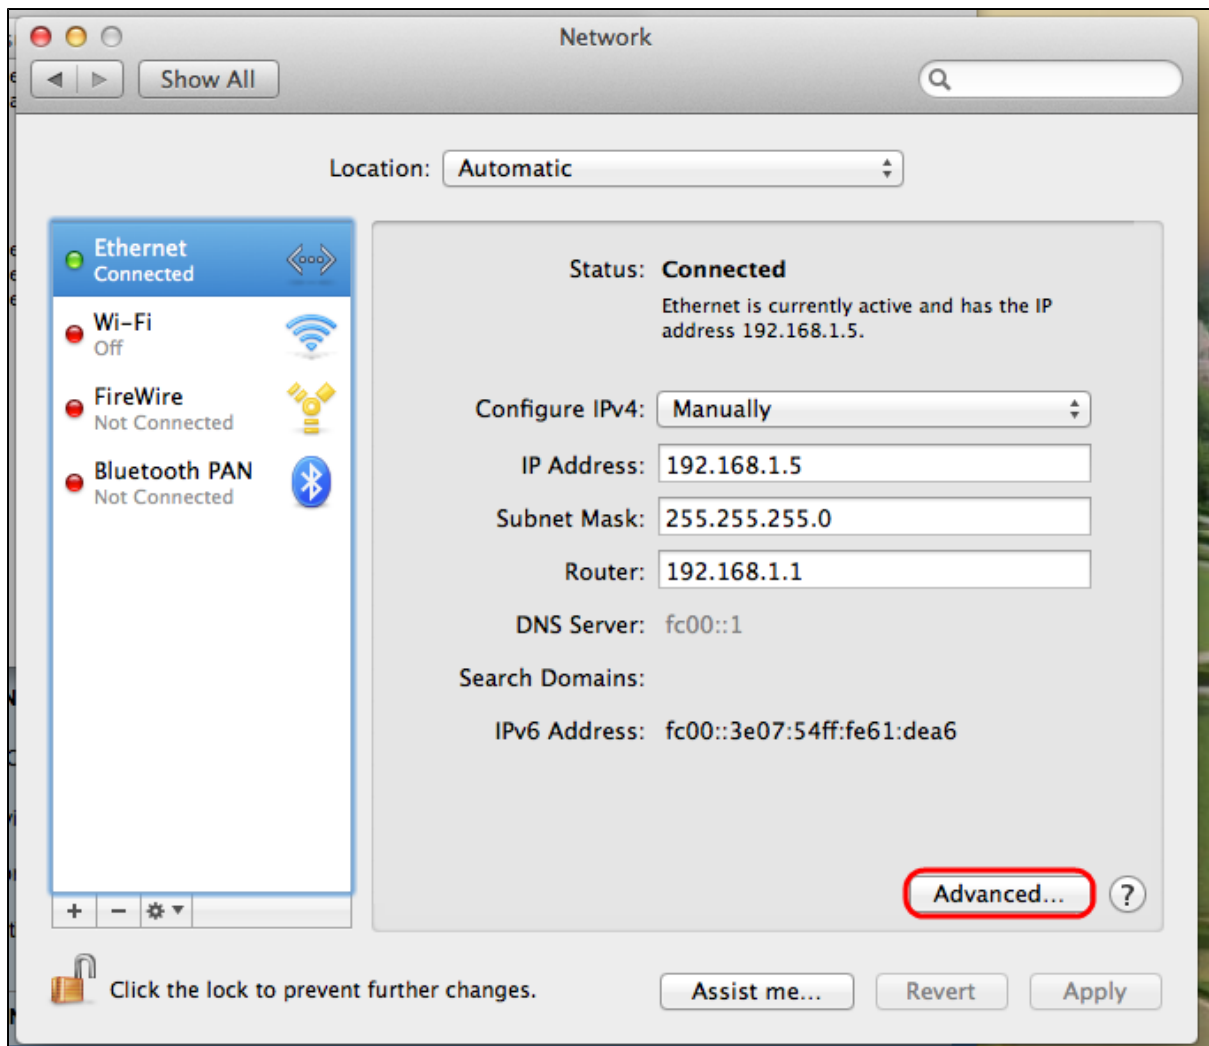 Network
Show All
Location: Automatic
Ethernet
Connected
Wi-Fi
Off
FireWire
Not Connected
Bluetooth PAN
Not Connected
Status: Connected
Ethernet is currently active and has the IP
address 192.168.1.5.
Configure IPv4: Manually
IP Address: 192.168.1.5
Subnet Mask: 255.255.255.0
Router: 192.168.1.1
DNS Server: fc00::1
Search Domains:
IPv6 Address: fc00::3e07:54ff:fe61:dea6
Advanced... ?
Click the lock to prevent further changes.
Assist me... Revert Apply